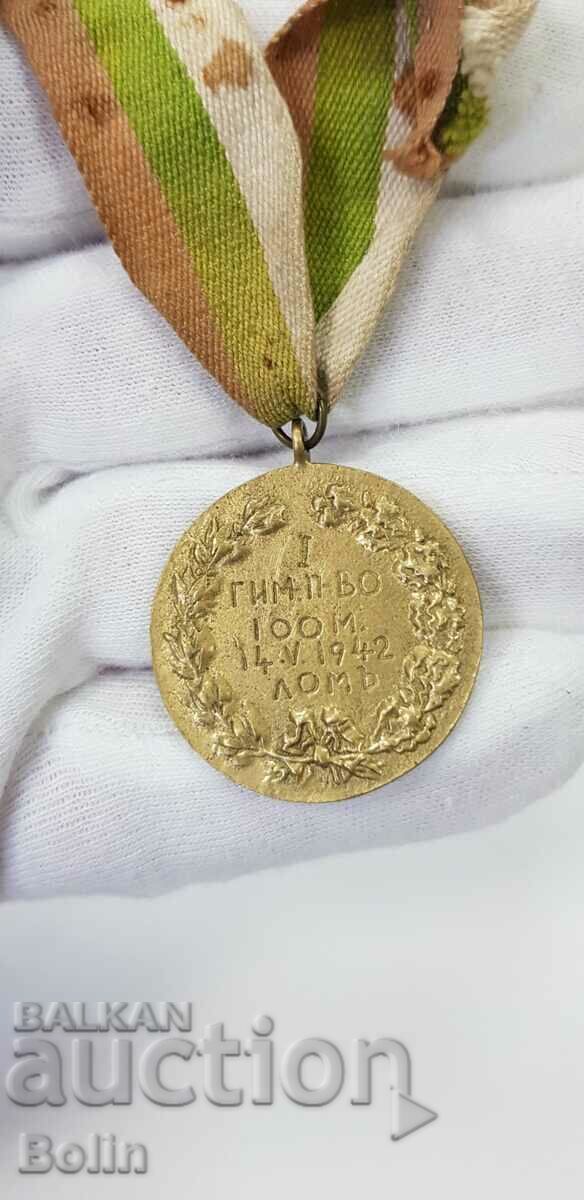 I
ГИМ.П-ВО
100 М.
14.V.1942
ЛОМЪ
BALKAN
auction
Bolin